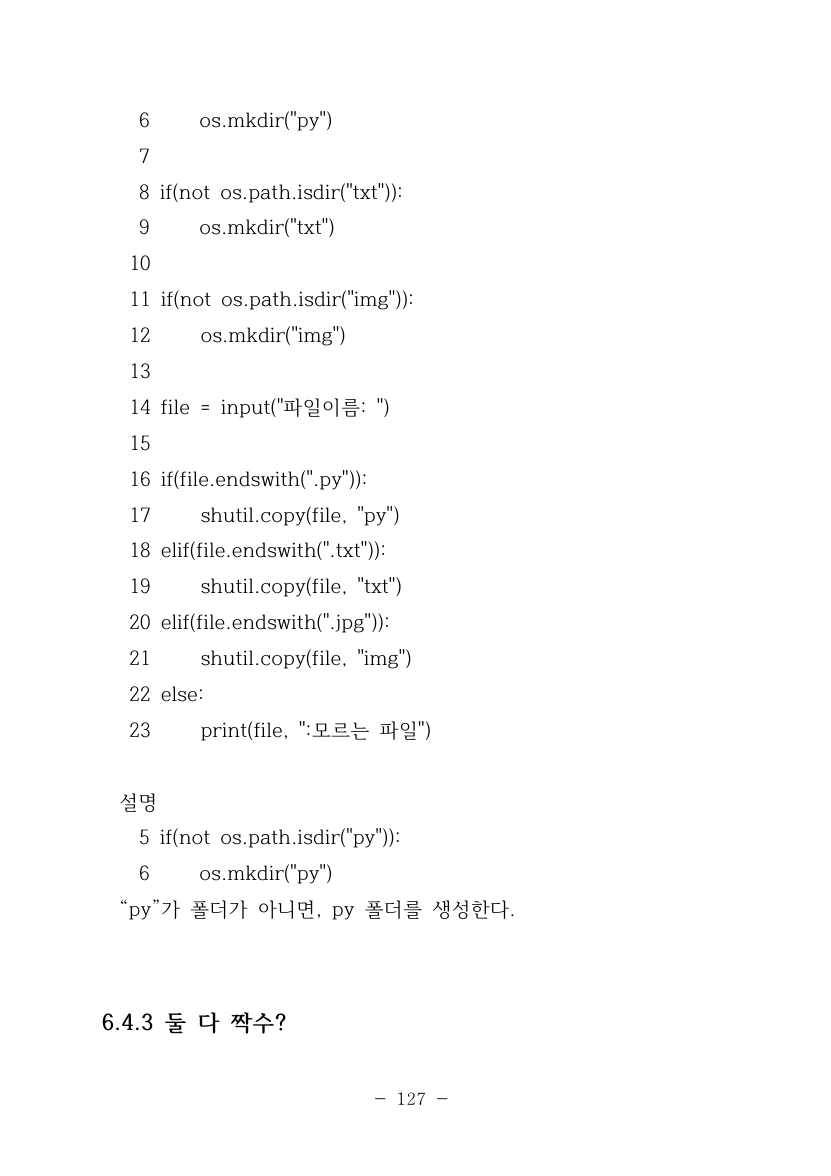 6     os.mkdir("py")
7
8 if(not os.path.isdir("txt")):
9     os.mkdir("txt")
10
11 if(not os.path.isdir("img")):
12     os.mkdir("img")
13
14 file = input("파일이름: ")
15
16 if(file.endswith(".py")):
17     shutil.copy(file, "py")
18 elif(file.endswith(".txt")):
19     shutil.copy(file, "txt")
20 elif(file.endswith(".jpg")):
21     shutil.copy(file, "img")
22 else:
23     print(file, ":모르는 파일")
설명
5 if(not os.path.isdir("py")):
6     os.mkdir("py")
“py”가 폴더가 아니면, py 폴더를 생성한다.
6.4.3 둘 다 짝수?
- 127 -